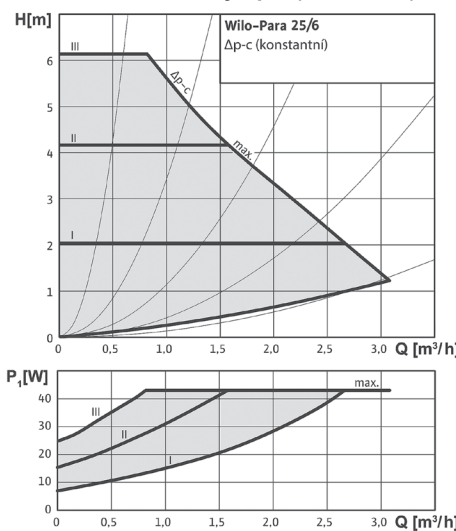 H[m]
Wilo-Para 25/6
Δp-c (konstantní)
III
6
Δp-c
5
II
max.
4
3
I
2
1
0
0 0,5 1,0 1,5 2,0 2,5 3,0 Q [m³/h]
P₁[W]
max.
40
III
30
II
20
I
10
0
0 0,5 1,0 1,5 2,0 2,5 3,0 Q [m³/h]